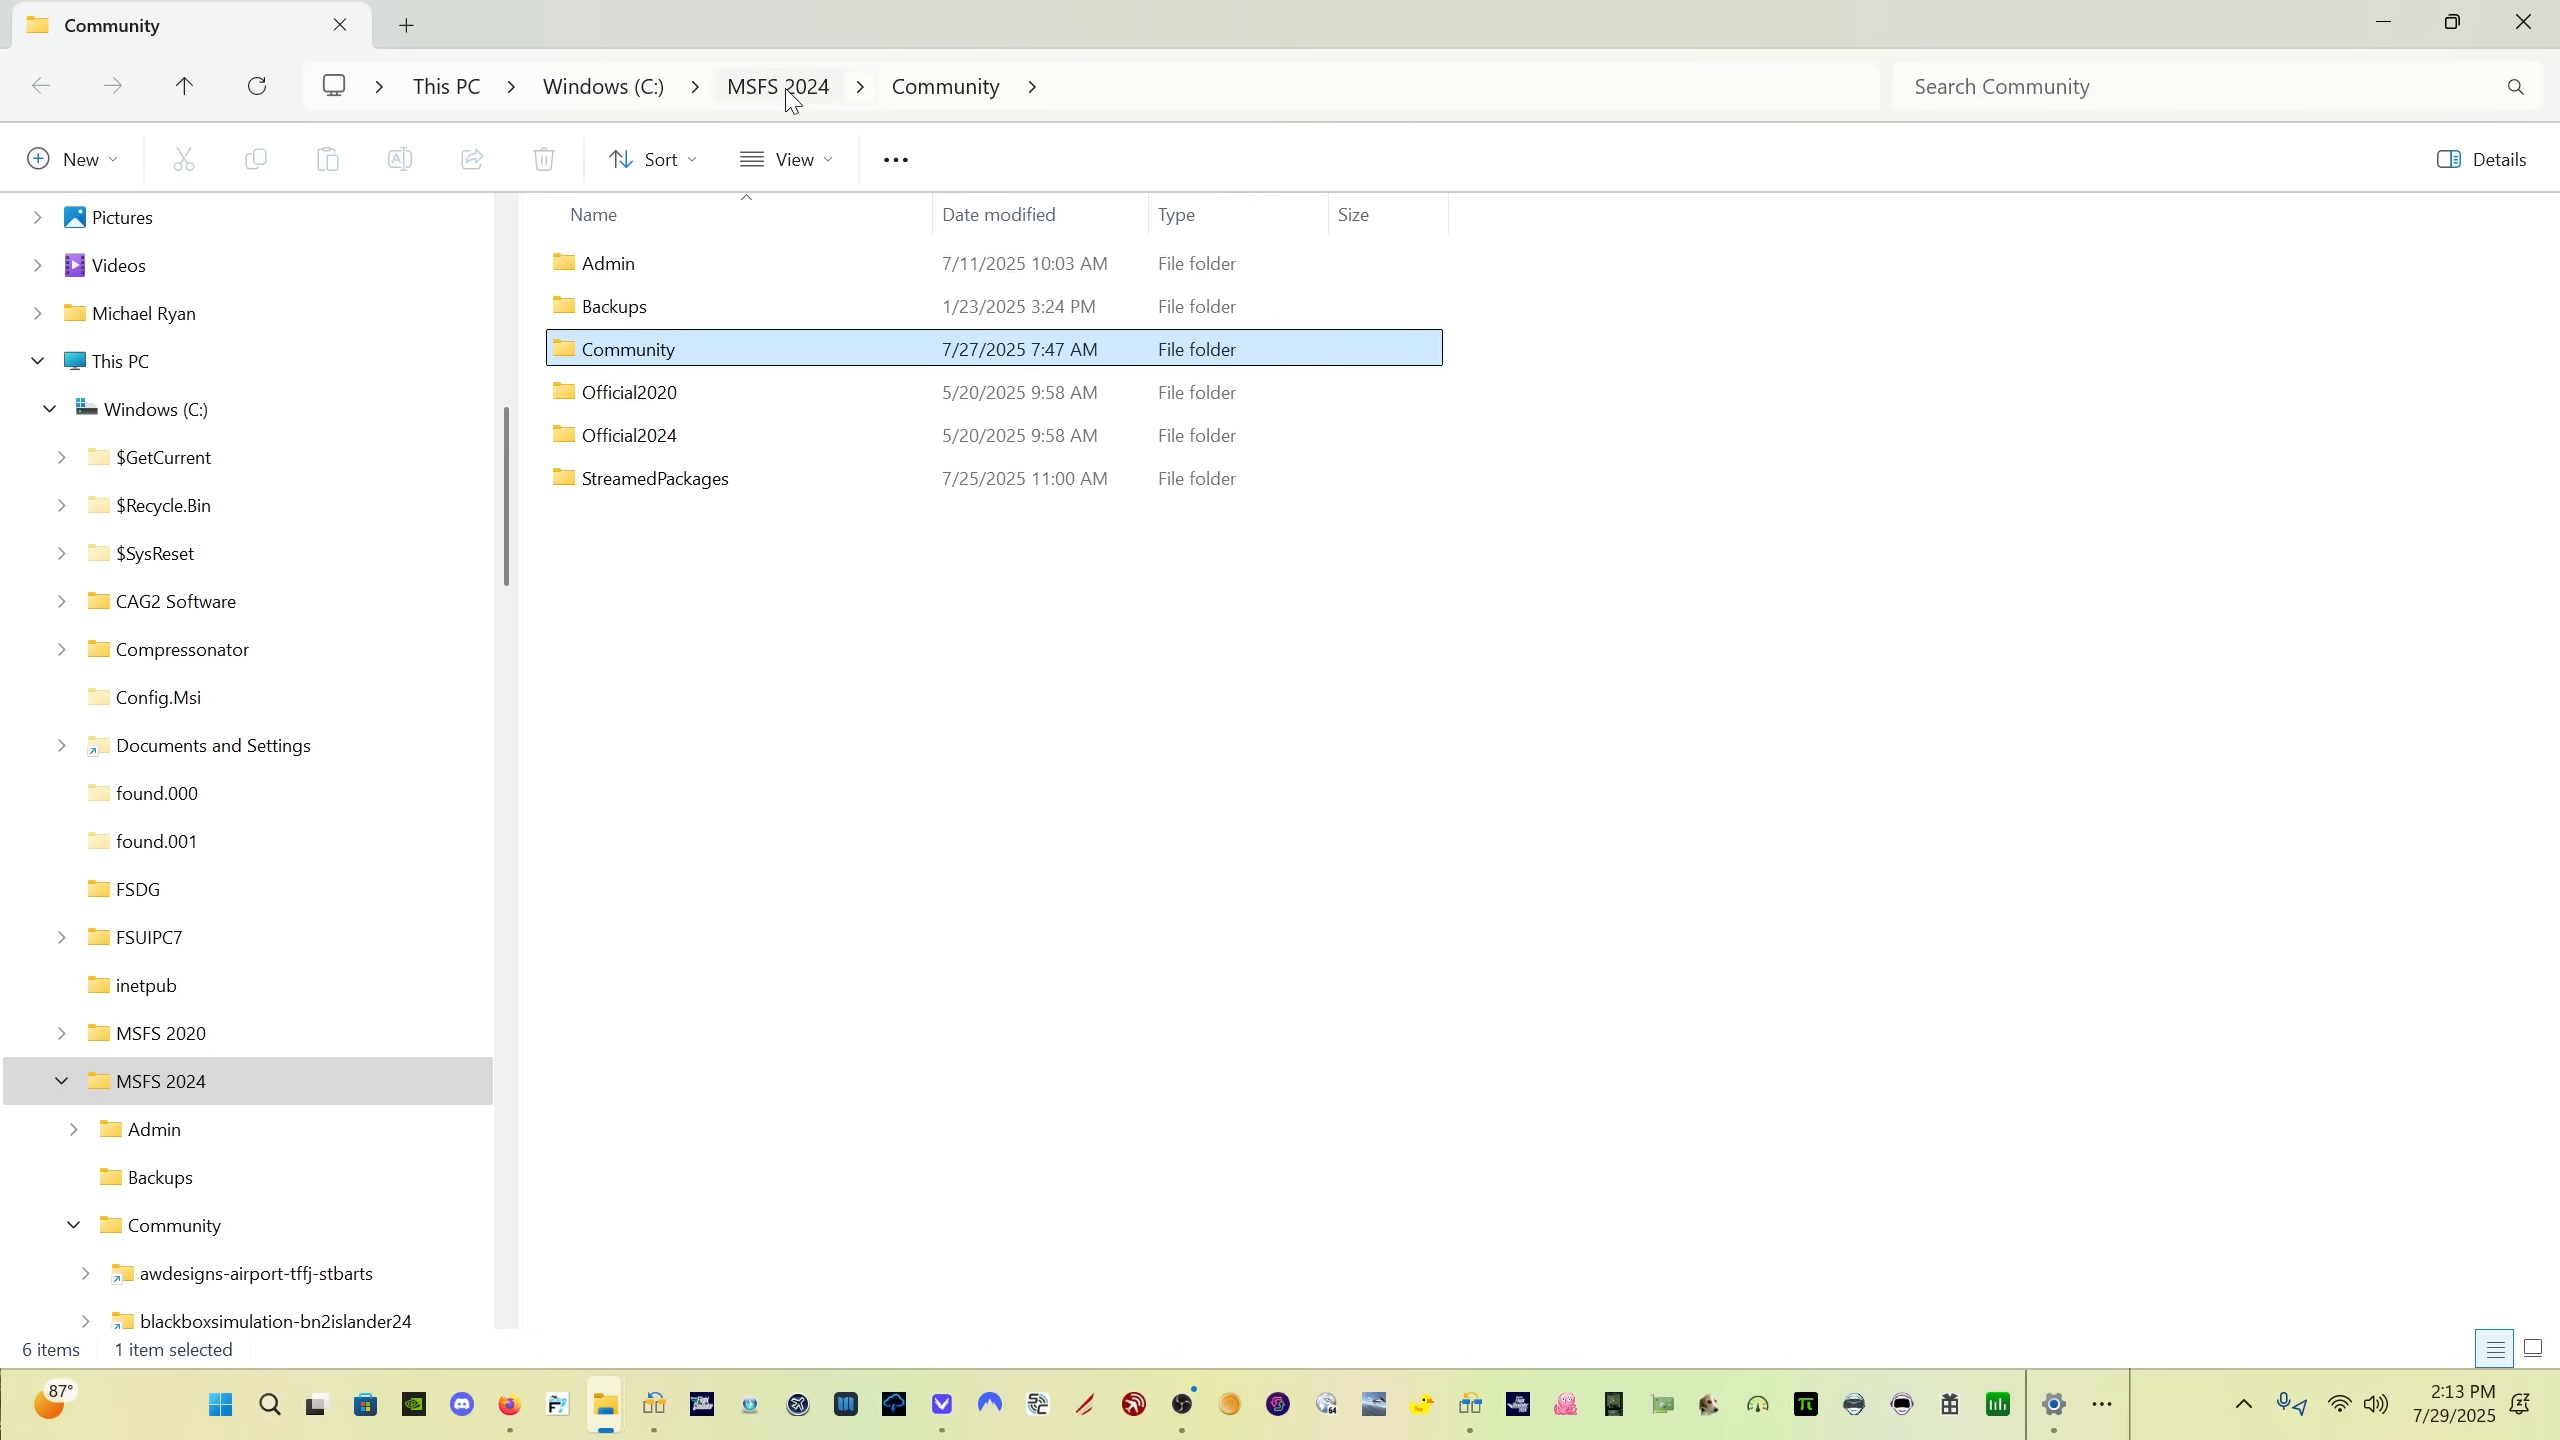 Community
This PC
Windows (C:)
MSFS 2024
Community
Search Community
New
Sort
View
Details
Name
Date modified
Type
Size
Pictures
Videos
Michael Ryan
This PC
Windows (C:)
$GetCurrent
$Recycle.Bin
$SysReset
CAG2 Software
Compressonator
Config.Msi
Documents and Settings
found.000
found.001
FSDG
FSUIPC7
inetpub
MSFS 2020
MSFS 2024
Admin
Backups
Community
awdesigns-airport-tffj-stbarts
blackboxsimulation-bn2islander24
Admin 7/11/2025 10:03 AM File folder
Backups 1/23/2025 3:24 PM File folder
Community 7/27/2025 7:47 AM File folder
Official2020 5/20/2025 9:58 AM File folder
Official2024 5/20/2025 9:58 AM File folder
StreamedPackages 7/25/2025 11:00 AM File folder
6 items 1 item selected
87°
2:13 PM
7/29/2025